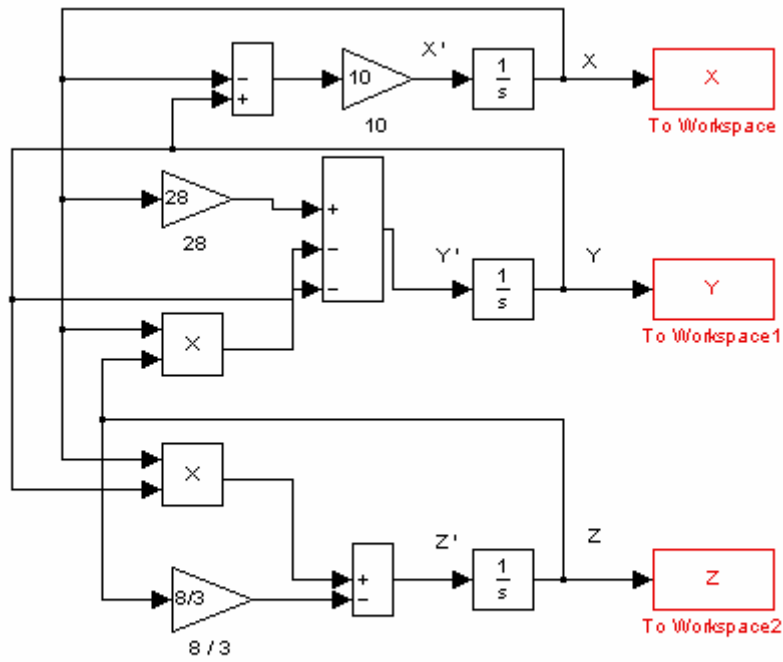 X' X
− 10 1/s X
+
10 To Workspace
28 +
28 − Y' 1/s Y Y
−
X To Workspace1
X
Z' Z
8/3 + 1/s Z
−
8 / 3 To Workspace2